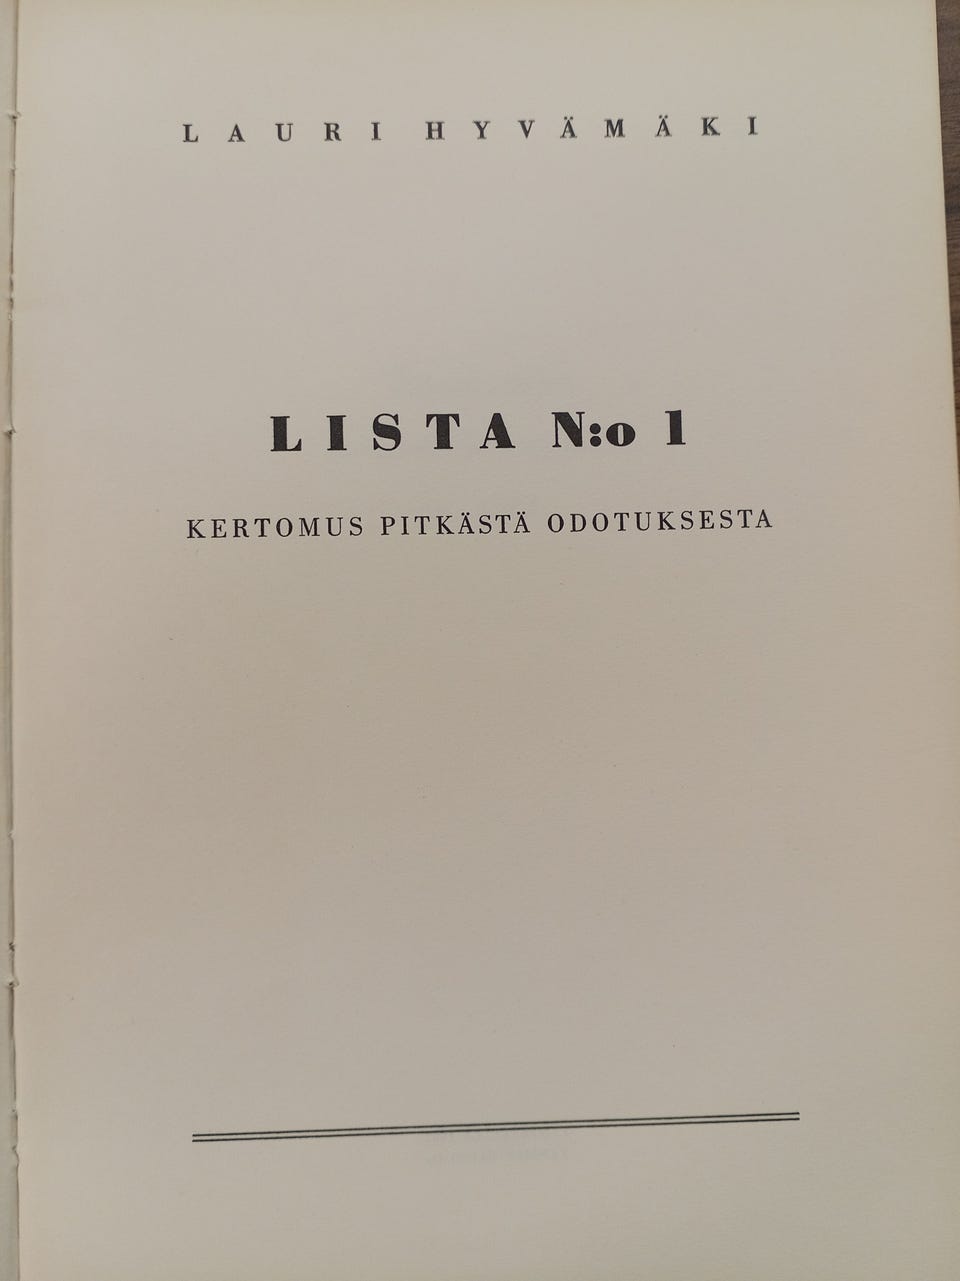 LAURI HYVÄMÄKI
LISTA N:o 1
KERTOMUS PITKÄSTÄ ODOTUKSESTA